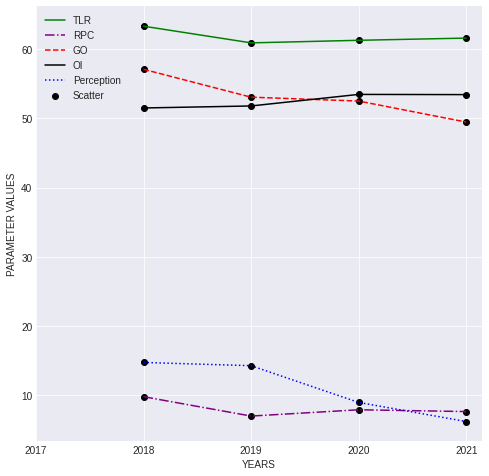 TLR
RPC
GO
OI
Perception
Scatter
60
50
40
30
20
10
PARAMETER VALUES
2017 2018 2019 2020 2021
YEARS